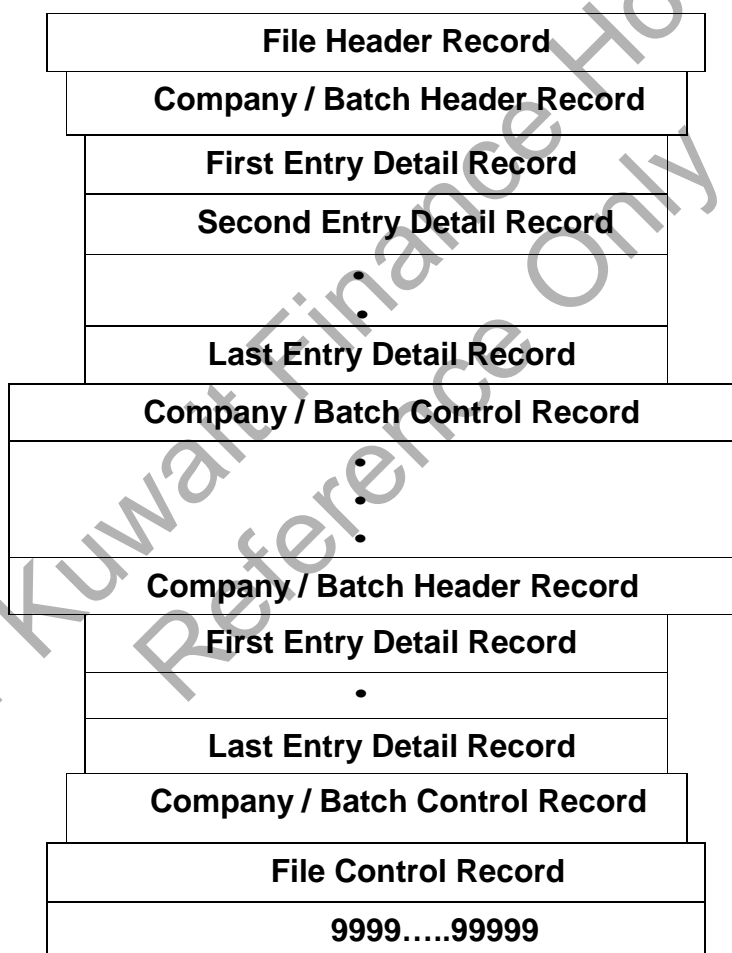 File Header Record
Company / Batch Header Record
First Entry Detail Record
Second Entry Detail Record
•
•
Last Entry Detail Record
Company / Batch Control Record
•
•
•
Company / Batch Header Record
First Entry Detail Record
•
Last Entry Detail Record
Company / Batch Control Record
File Control Record
9999…..99999
Kuwait Finance Ho
Reference Only